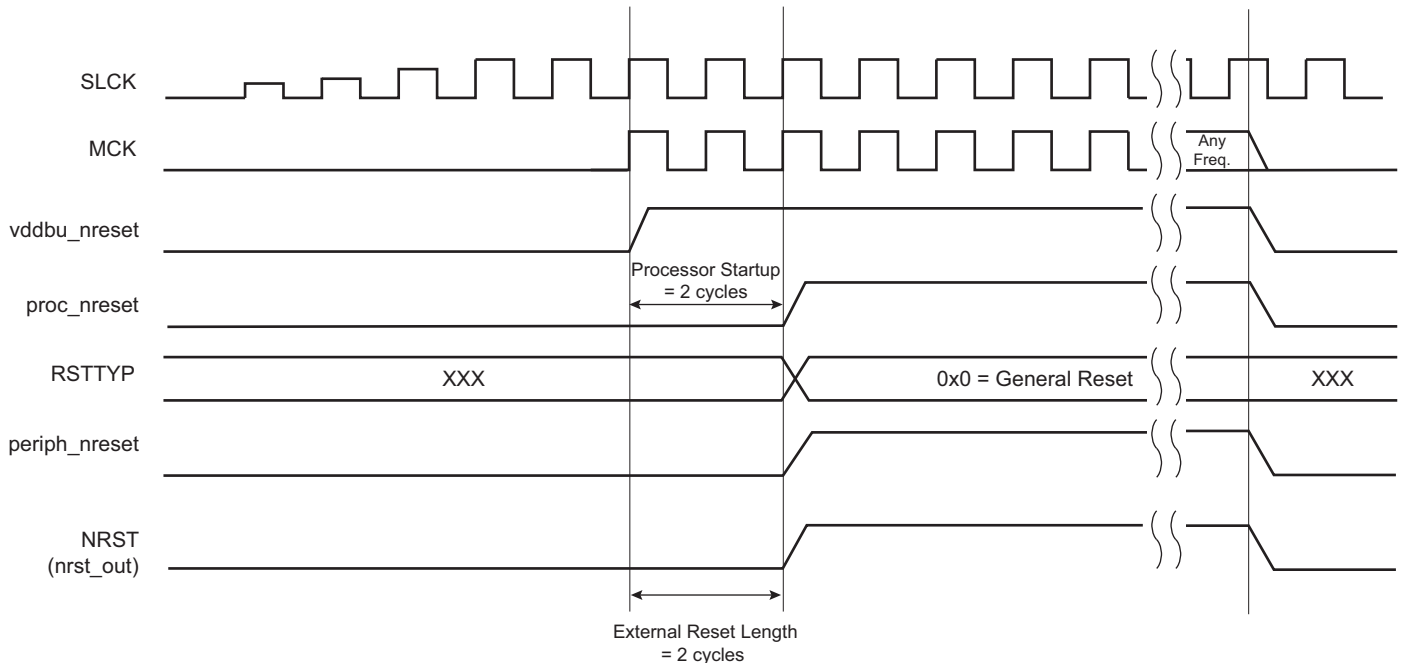 SLCK
MCK
Any
Freq.
vddbu_nreset
Processor Startup
= 2 cycles
proc_nreset
RSTTYP
XXX
0x0 = General Reset
XXX
periph_nreset
NRST
(nrst_out)
External Reset Length
= 2 cycles